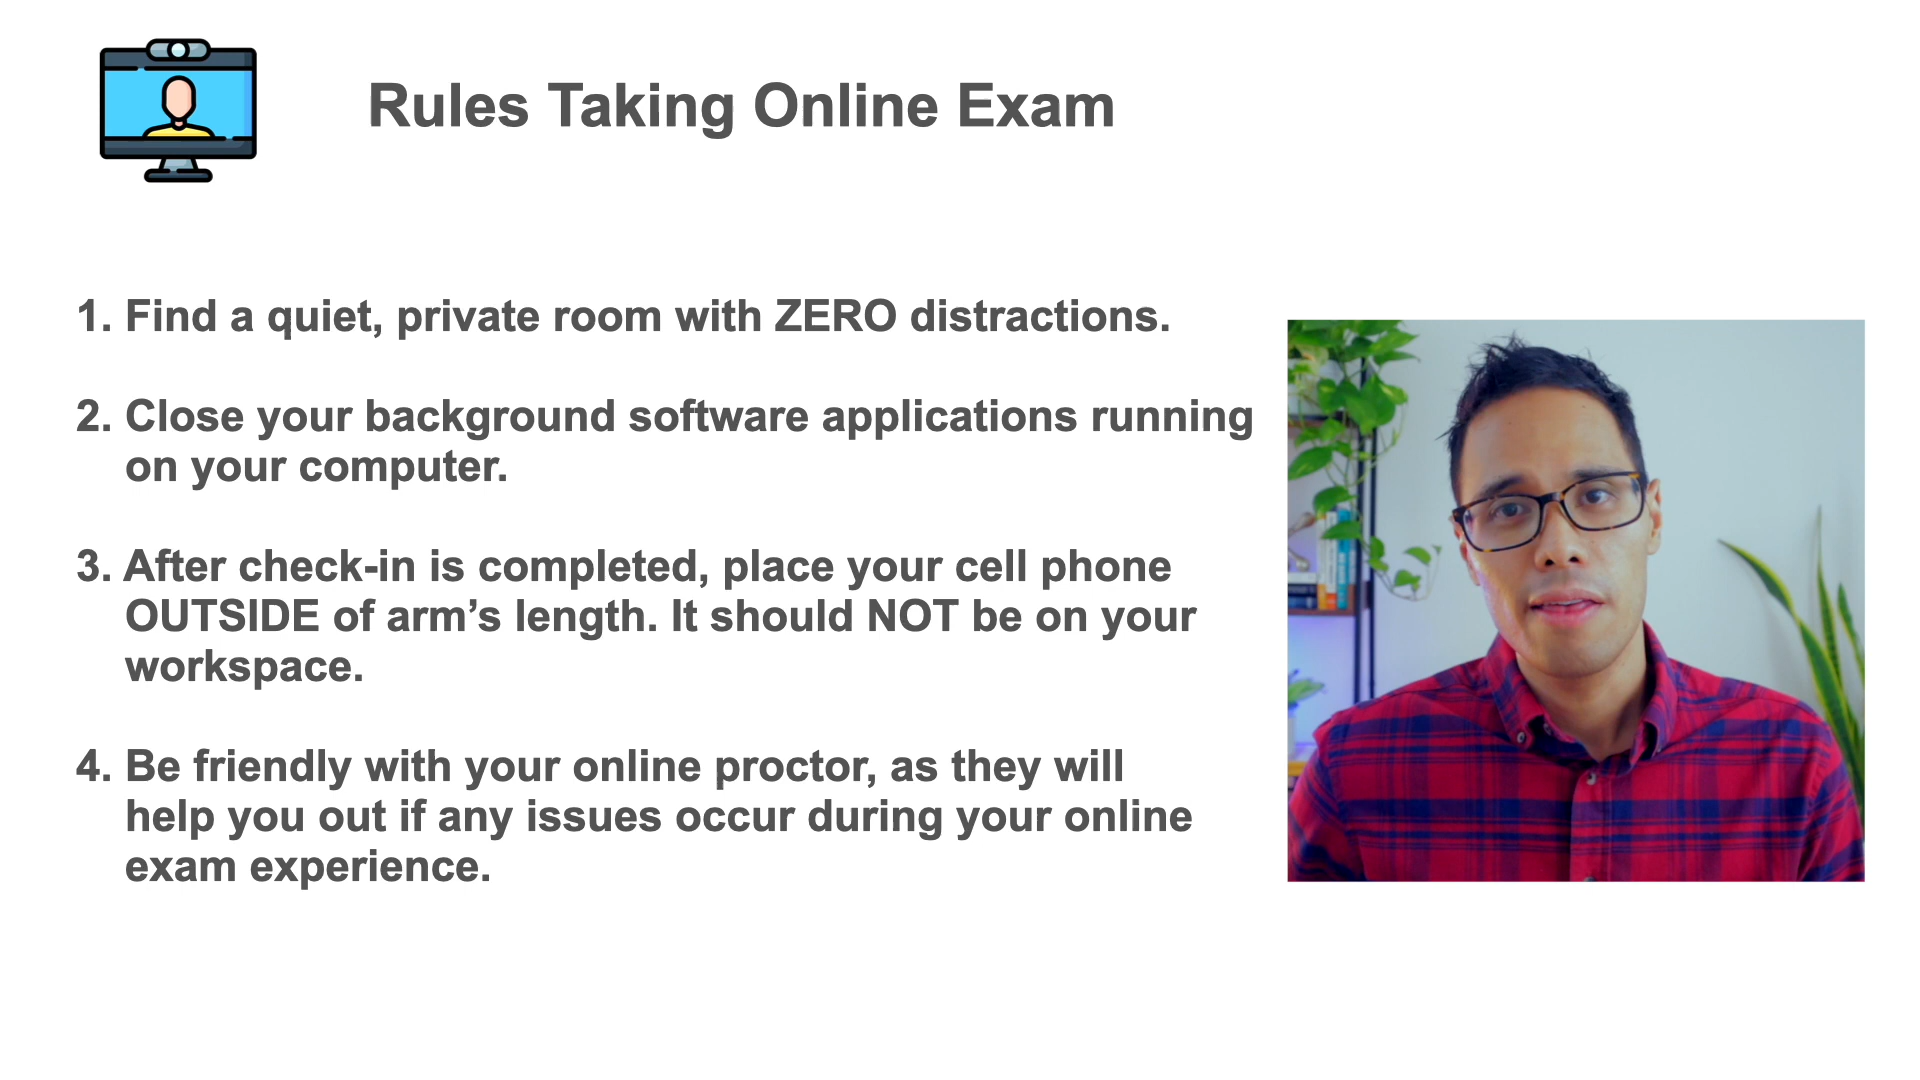 Rules Taking Online Exam
1. Find a quiet, private room with ZERO distractions.
2. Close your background software applications running
on your computer.
3. After check-in is completed, place your cell phone
OUTSIDE of arm’s length. It should NOT be on your
workspace.
4. Be friendly with your online proctor, as they will
help you out if any issues occur during your online
exam experience.